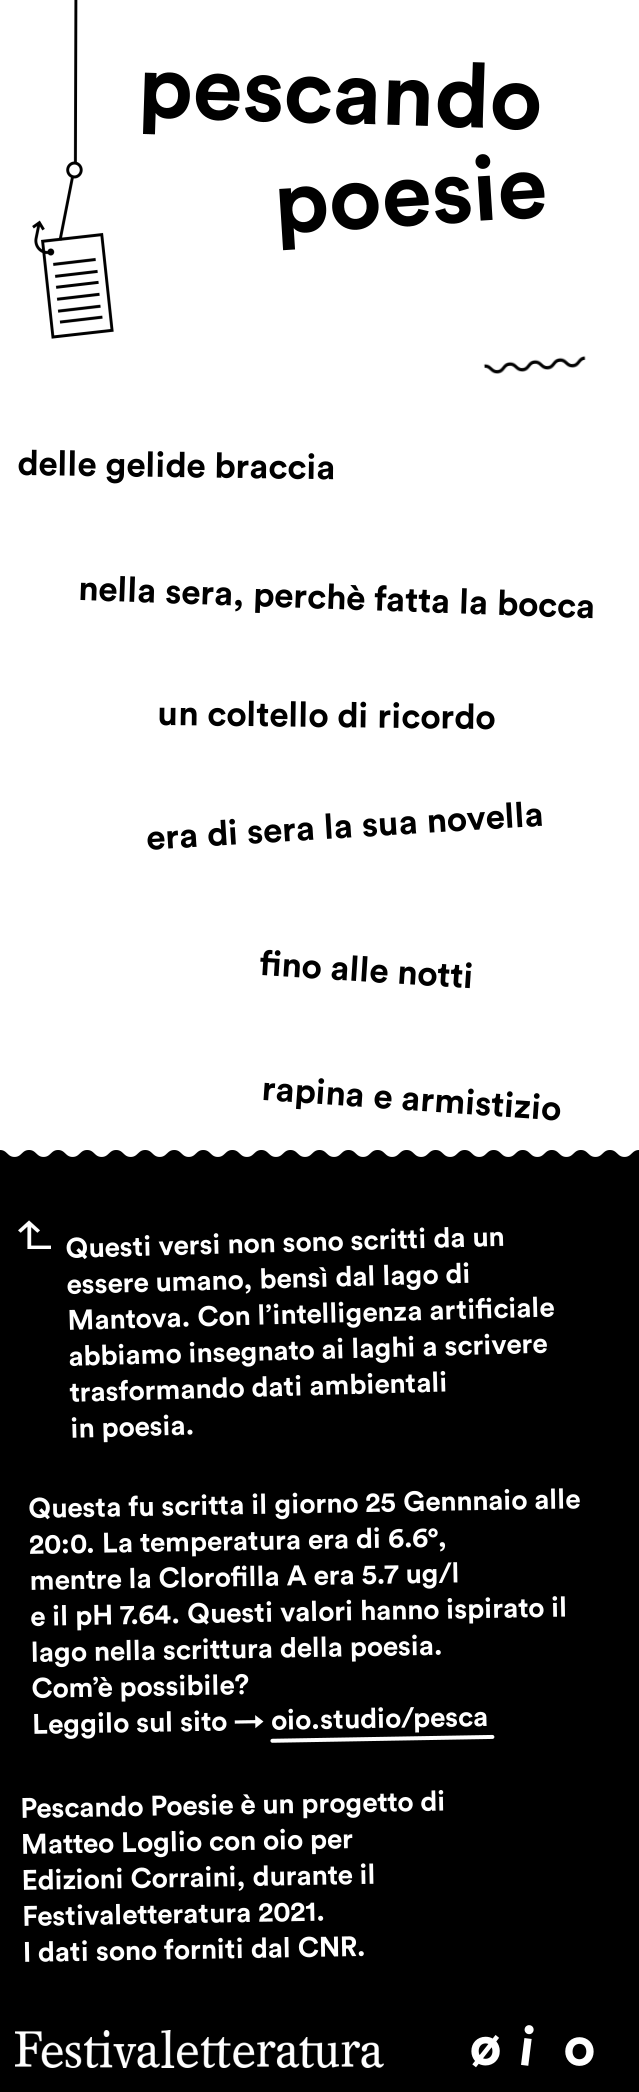 pescando
poesie
delle gelide braccia
nella sera, perchè fatta la bocca
un coltello di ricordo
era di sera la sua novella
fino alle notti
rapina e armistizio
Questi versi non sono scritti da un
essere umano, bensì dal lago di
Mantova. Con l’intelligenza artificiale
abbiamo insegnato ai laghi a scrivere
trasformando dati ambientali
in poesia.
Questa fu scritta il giorno 25 Gennnaio alle
20:0. La temperatura era di 6.6°,
mentre la Clorofilla A era 5.7 ug/l
e il pH 7.64. Questi valori hanno ispirato il
lago nella scrittura della poesia.
Com’è possibile?
Leggilo sul sito → oio.studio/pesca
Pescando Poesie è un progetto di
Matteo Loglio con oio per
Edizioni Corraini, durante il
Festivaletteratura 2021.
I dati sono forniti dal CNR.
Festivaletteratura ø i o